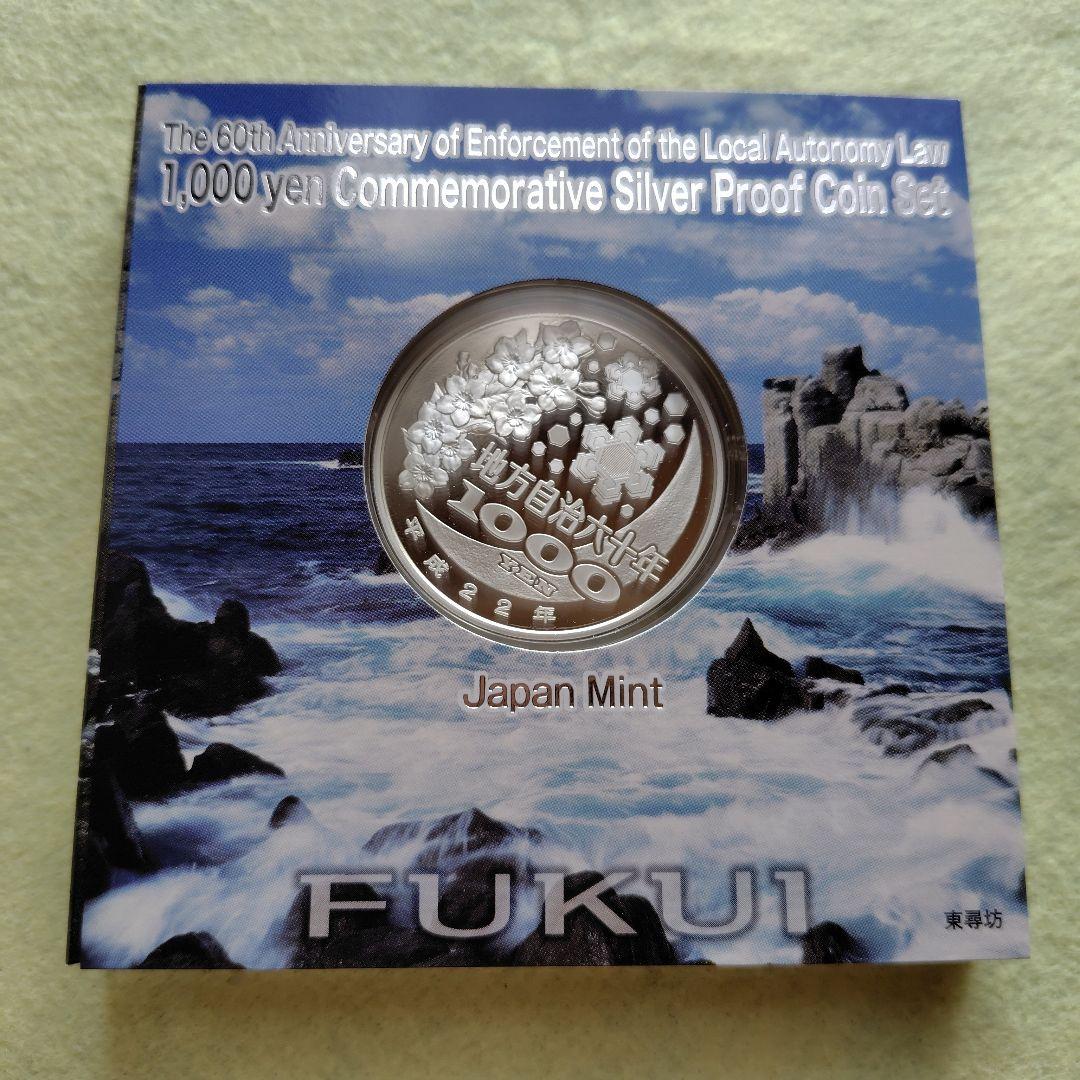 The 60th Anniversary of Enforcement of the Local Autonomy Law
1,000 yen Commemorative Silver Proof Coin Set
地方自治六十年
1000
YEN
平成22年
Japan Mint
FUKUI
東尋坊